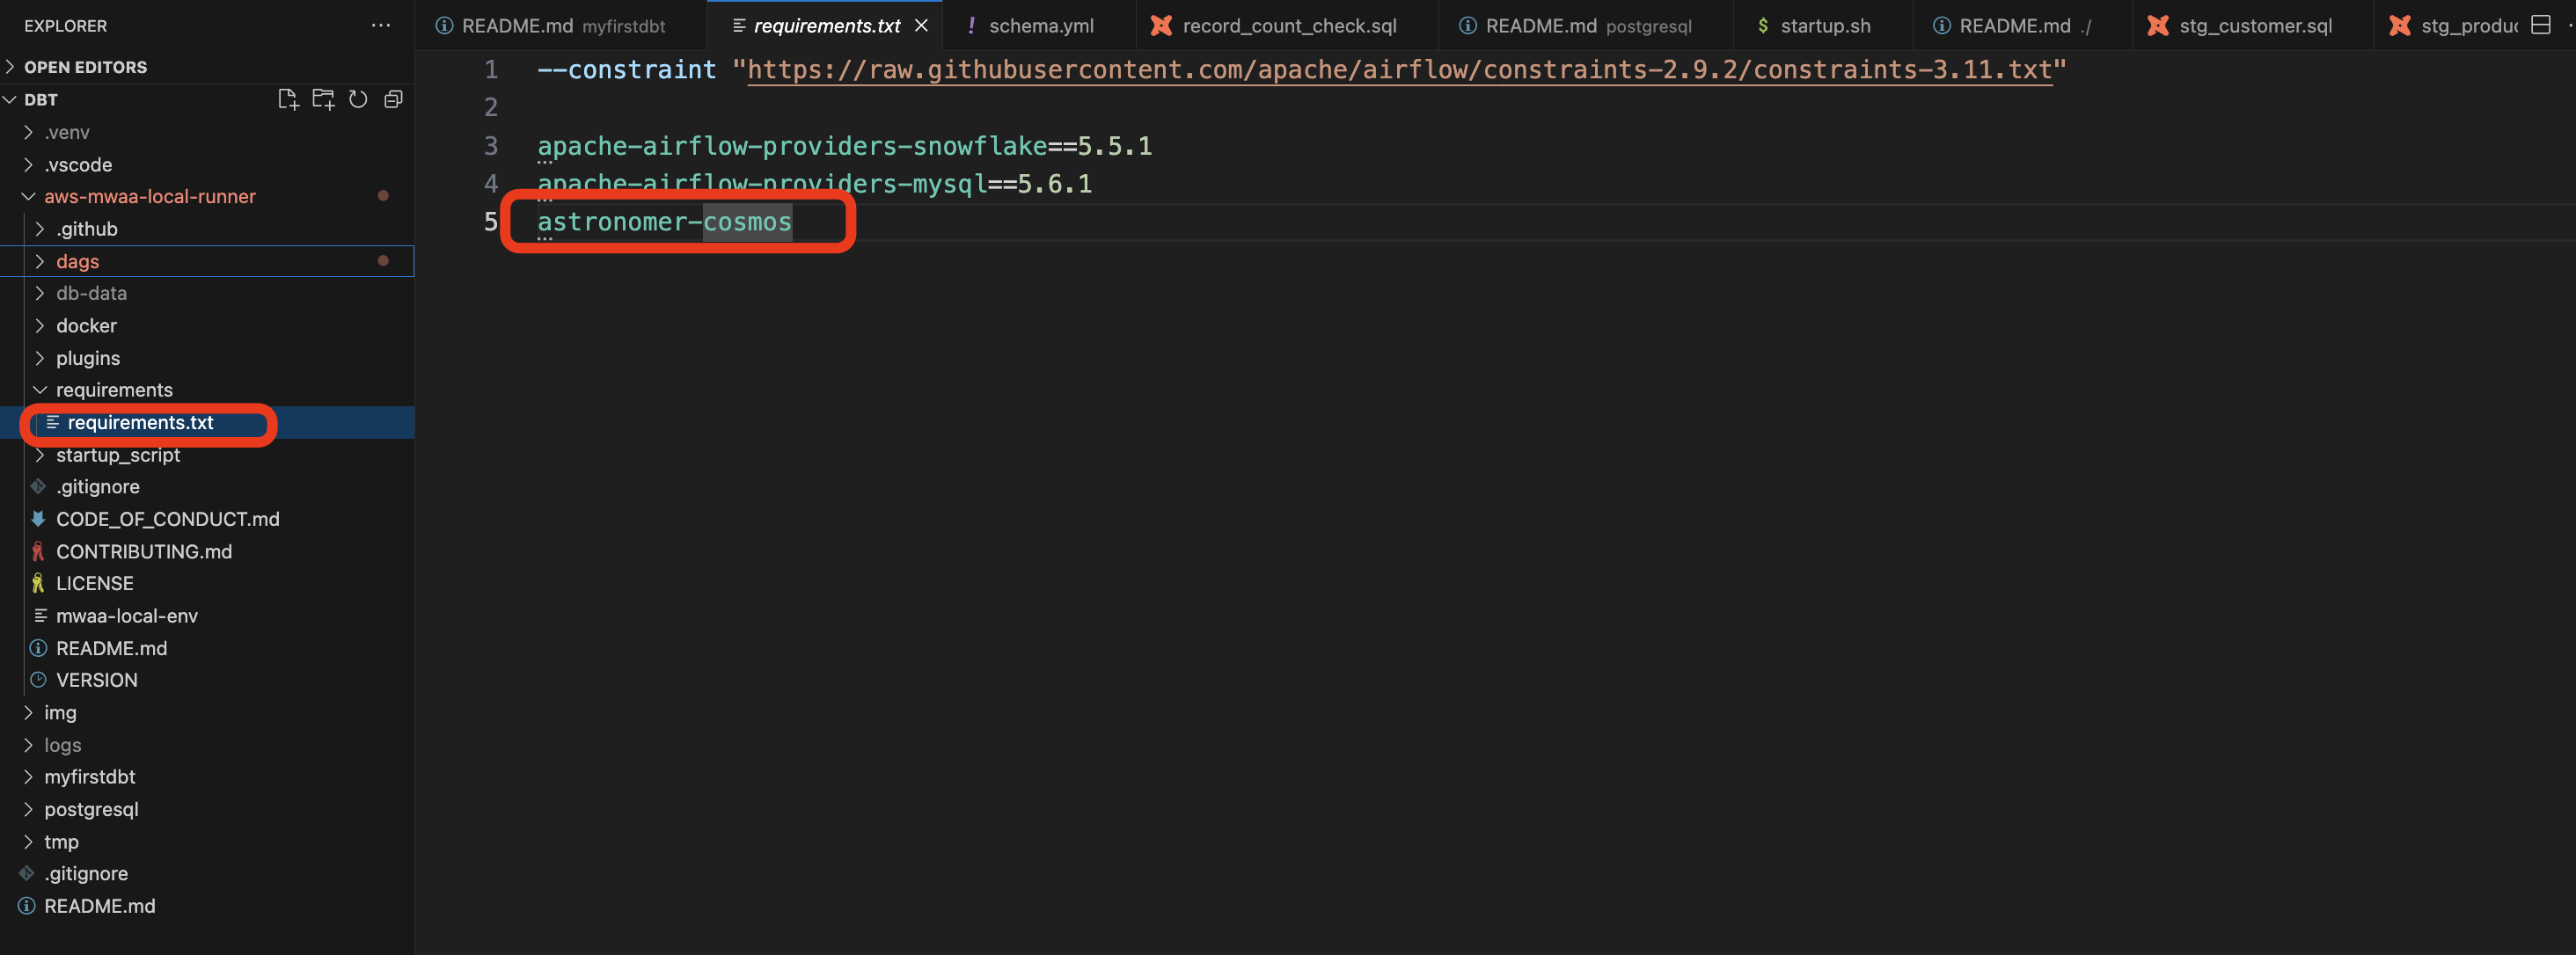 EXPLORER
README.md myfirstdbt
requirements.txt
schema.yml
record_count_check.sql
README.md postgresql
startup.sh
README.md ./
stg_customer.sql
stg_produc
OPEN EDITORS
DBT
.venv
.vscode
aws-mwaa-local-runner
.github
dags
db-data
docker
plugins
requirements
requirements.txt
startup_script
.gitignore
CODE_OF_CONDUCT.md
CONTRIBUTING.md
LICENSE
mwaa-local-env
README.md
VERSION
img
logs
myfirstdbt
postgresql
tmp
.gitignore
README.md
1 --constraint "https://raw.githubusercontent.com/apache/airflow/constraints-2.9.2/constraints-3.11.txt"
2
3 apache-airflow-providers-snowflake==5.5.1
4 apache-airflow-providers-mysql==5.6.1
5 astronomer-cosmos